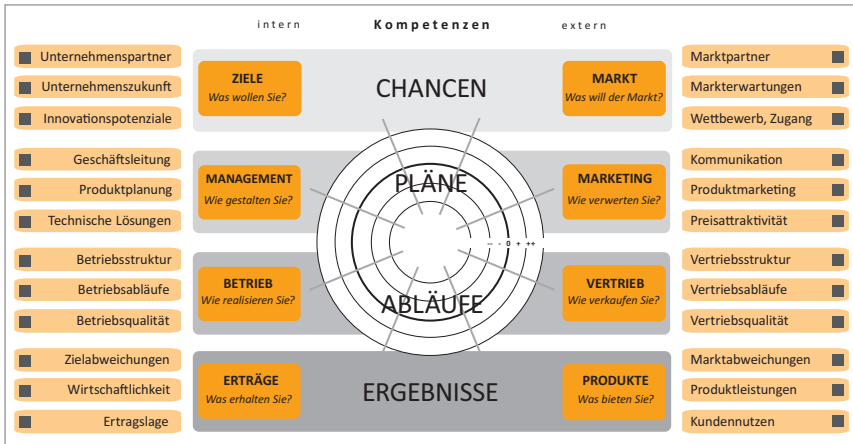 intern Kompetenzen extern
Unternehmenspartner
Unternehmenszukunft
Innovationspotenziale
ZIELE
Was wollen Sie?
CHANCEN
MARKT
Was will der Markt?
Marktpartner
Markterwartungen
Wettbewerb, Zugang
Geschäftsleitung
Produktplanung
Technische Lösungen
MANAGEMENT
Wie gestalten Sie?
PLÄNE
MARKETING
Wie verwerten Sie?
Kommunikation
Produktmarketing
Preisattraktivität
-- - 0 + ++
Betriebsstruktur
Betriebsabläufe
Betriebsqualität
BETRIEB
Wie realisieren Sie?
ABLÄUFE
VERTRIEB
Wie verkaufen Sie?
Vertriebsstruktur
Vertriebsabläufe
Vertriebsqualität
Zielabweichungen
Wirtschaftlichkeit
Ertragslage
ERTRÄGE
Was erhalten Sie?
ERGEBNISSE
PRODUKTE
Was bieten Sie?
Marktabweichungen
Produktleistungen
Kundennutzen